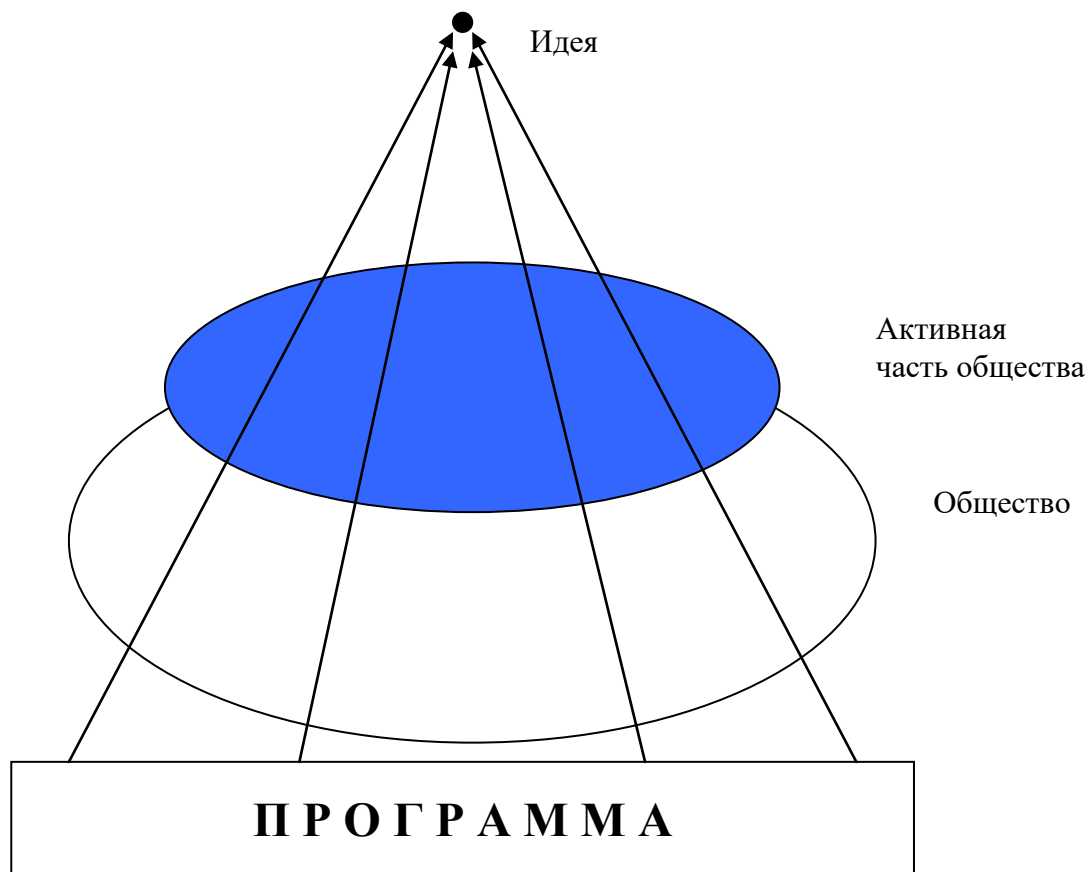 Идея
Активная
часть общества
Общество
П Р О Г Р А М М А